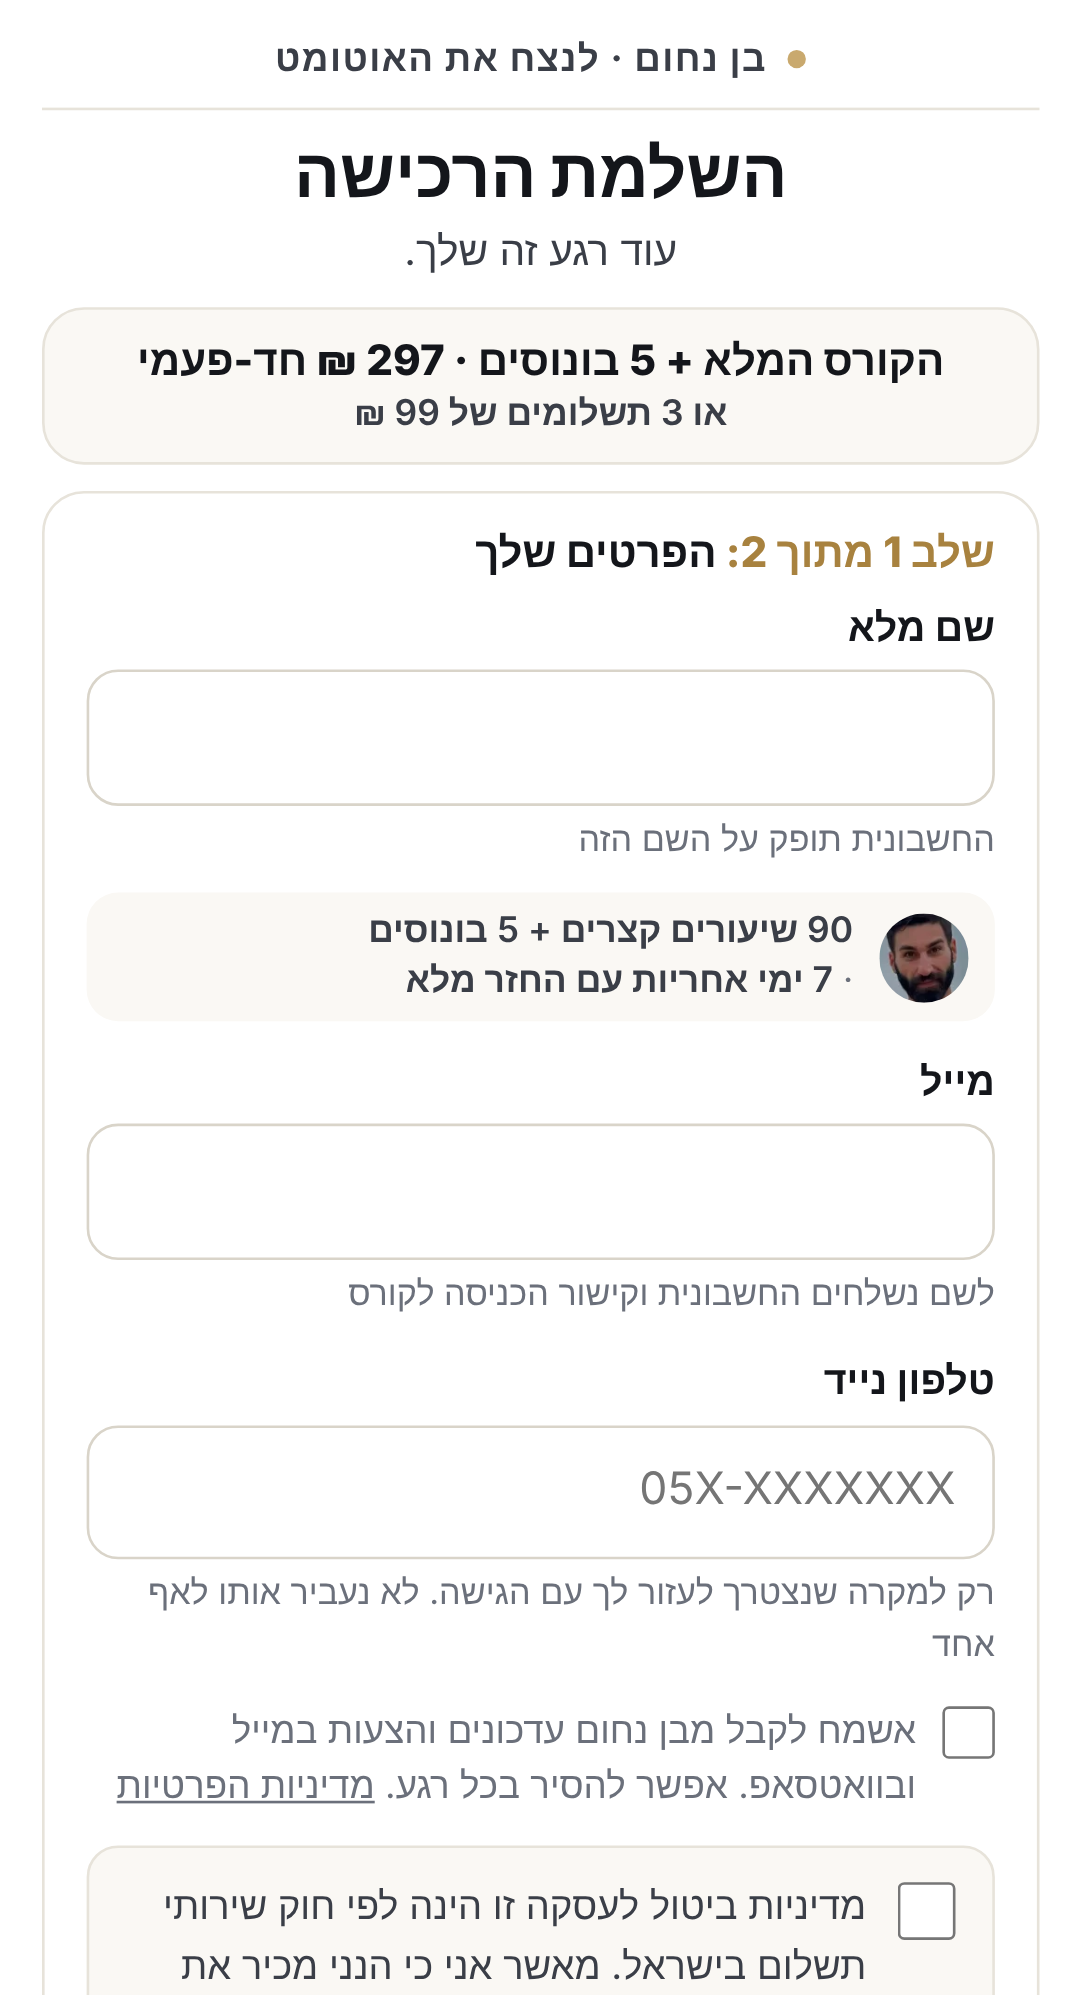 בן נחום · לנצח את האוטומט
השלמת הרכישה
עוד רגע זה שלך.
הקורס המלא + 5 בונוסים · 297 ₪ חד-פעמי
או 3 תשלומים של 99 ₪
שלב 1 מתוך 2: הפרטים שלך
שם מלא
החשבונית תופק על השם הזה
90 שיעורים קצרים + 5 בונוסים
· 7 ימי אחריות עם החזר מלא
מייל
לשם נשלחים החשבונית וקישור הכניסה לקורס
טלפון נייד
05X-XXXXXXX
רק למקרה שנצטרך לעזור לך עם הגישה. לא נעביר אותו לאף
אחד
אשמח לקבל מבן נחום עדכונים והצעות במייל
ובוואטסאפ. אפשר להסיר בכל רגע. מדיניות הפרטיות
מדיניות ביטול לעסקה זו הינה לפי חוק שירותי
תשלום בישראל. מאשר אני כי הנני מכיר את